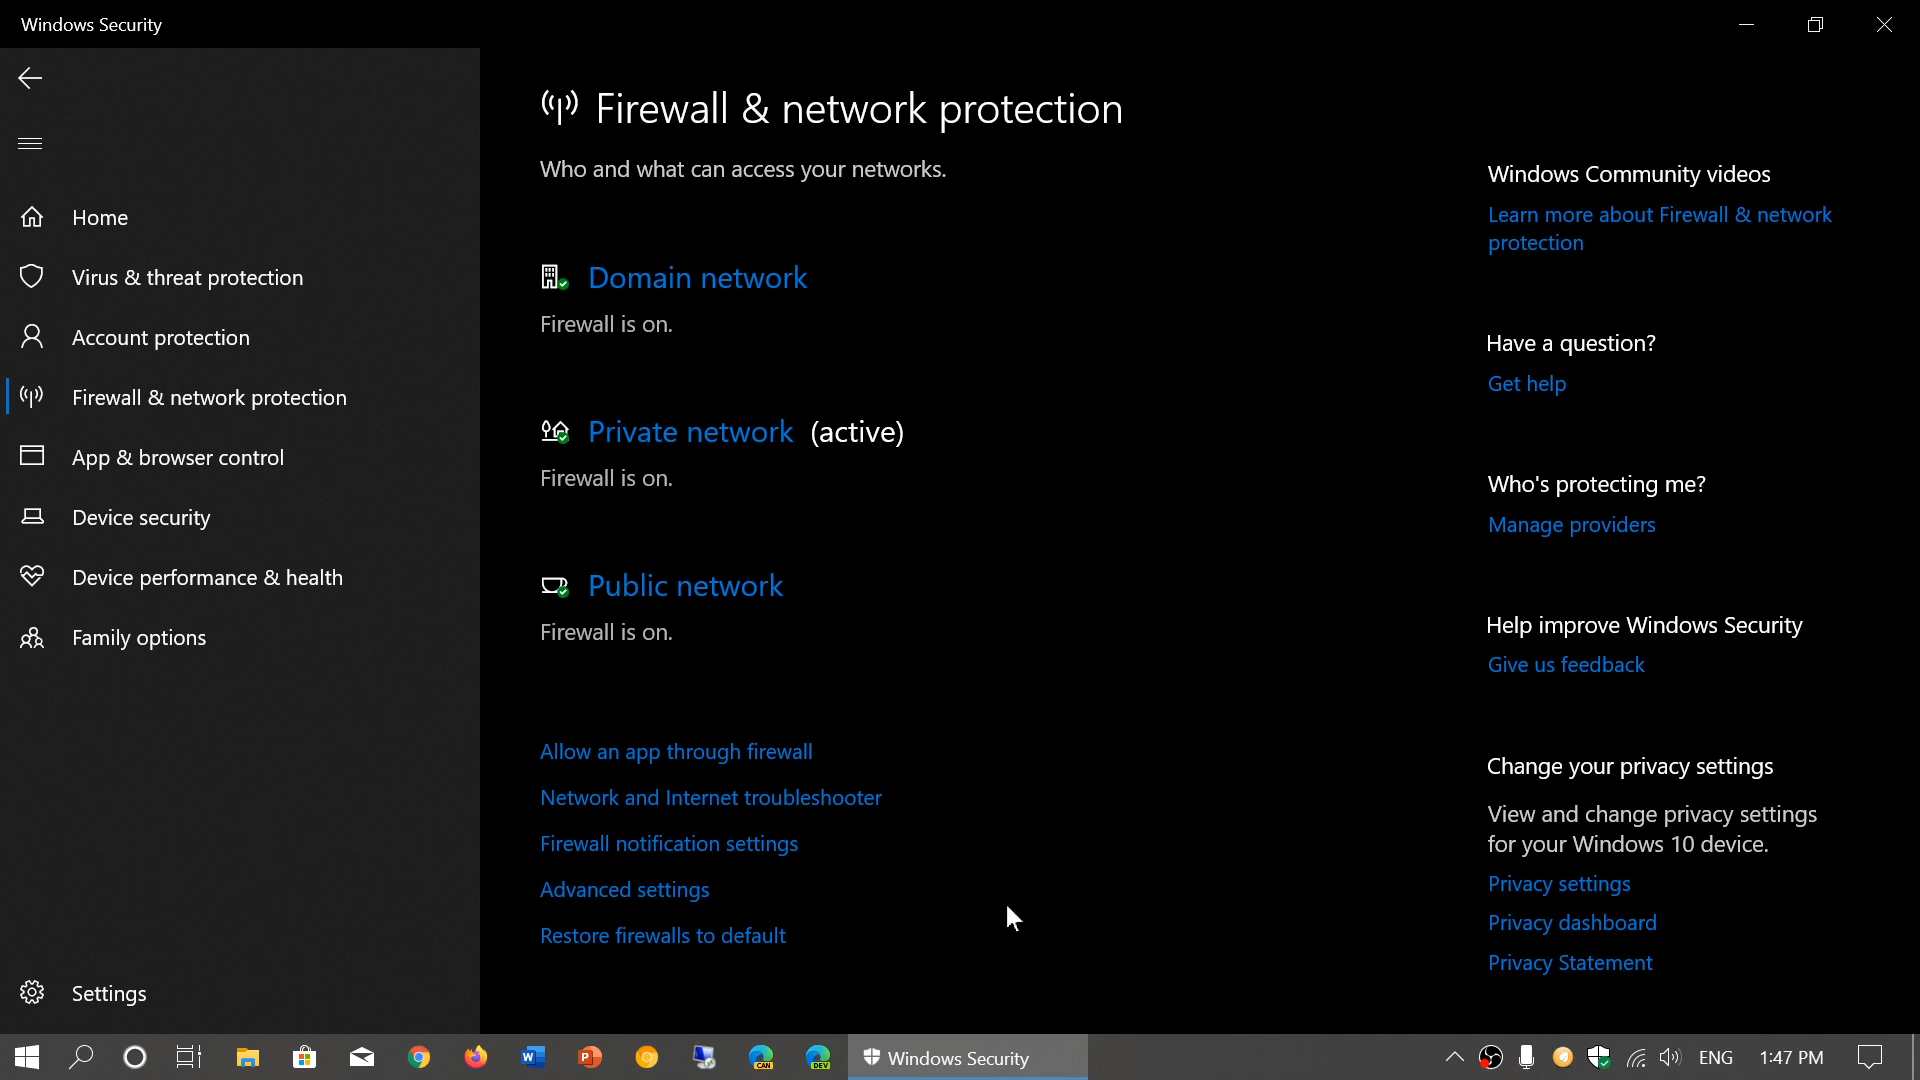 Windows Security
Home
Virus & threat protection
Account protection
Firewall & network protection
App & browser control
Device security
Device performance & health
Family options
Settings
Firewall & network protection
Who and what can access your networks.
Domain network
Firewall is on.
Private network (active)
Firewall is on.
Public network
Firewall is on.
Allow an app through firewall
Network and Internet troubleshooter
Firewall notification settings
Advanced settings
Restore firewalls to default
Windows Community videos
Learn more about Firewall & network
protection
Have a question?
Get help
Who's protecting me?
Manage providers
Help improve Windows Security
Give us feedback
Change your privacy settings
View and change privacy settings
for your Windows 10 device.
Privacy settings
Privacy dashboard
Privacy Statement
W
P
CAN
DEV
Windows Security
ENG
1:47 PM